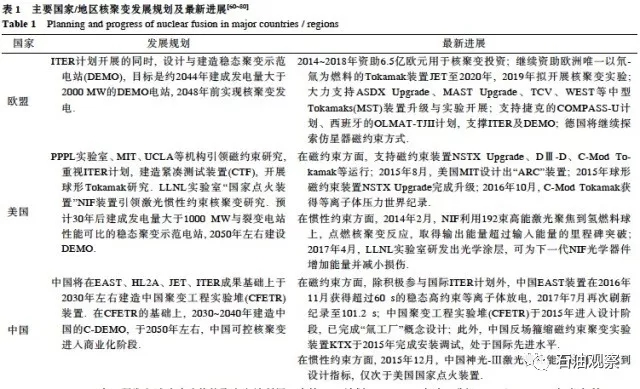 表 1 主要国家/地区核聚变发展规划及最新进展[60~80]
Table 1 Planning and progress of nuclear fusion in major countries / regions
国家 发展规划 最新进展
欧盟
ITER计划开展的同时, 设计与建造稳态聚变示范
电站(DEMO), 目标是约2044年建成发电量大于
2000 MW的DEMO电站, 2048年前实现核聚变发
电.
2014~2018年资助6.5亿欧元用于核聚变投资; 继续资助欧洲唯一以氘-
氚为燃料的Tokamak装置JET至2020年, 2019年拟开展核聚变实验;
大力支持ASDX Upgrade、MAST Upgrade、TCV、WEST等中型
Tokamaks(MST)装置升级与实验开展; 支持捷克的COMPASS-U计
划、西班牙的OLMAT-TJII计划, 支撑ITER及DEMO; 德国将继续探
索仿星器磁约束方式.
美国
PPPL实验室、MIT、UCLA等机构引领磁约束研究,
重视ITER计划, 建造紧凑测试装置(CTF), 开展
球形Tokamak研究. LLNL实验室“国家点火装
置”NIF装置引领激光惯性约束核聚变研究. 预
计30年后建成发电量大于1000 MW与裂变电站
性能可比的稳态聚变示范电站, 2050年左右建设
DEMO.
在磁约束方面, 支持磁约束装置NSTX Upgrade、DⅢ-D、C-Mod To-
kamak等运行; 2015年8月, 美国MIT设计出“ARC”装置; 2015年球形
磁约束装置NSTX Upgrade完成升级; 2016年10月, C-Mod Tokamak获
得等离子体压力世界纪录.
在惯性约束方面, 2014年2月, NIF利用192束高能激光聚焦到氢燃料球
上, 点燃核聚变反应, 取得输出能量超过输入能量的里程碑突破;
2017年4月, LLNL实验室研发出光学涂层, 可为下一代NIF光学器件
增加能量并减小损伤.
中国
中国将在EAST、HL2A、JET、ITER成果基础上于
2030年左右建造中国聚变工程实验堆(CFETR)
装置. 在CFETR的基础上, 2030~2040年建造中
国的C-DEMO, 于2050年左右, 中国可控核聚变
进入商业化阶段.
在磁约束方面, 除积极参与国际ITER计划外, 中国EAST装置在2016年
11月获得超过60 s的稳态高约束等离子体放电, 2017年7月再次刷新
纪录至101.2 s; 中国聚变工程实验堆(CFETR)于2015年进入设计阶
段, 已完成“氚工厂”概念设计; 此外, 中国反场箍缩磁约束聚变实验
装置KTX于2015年完成安装调试, 处于国际先进水平.
在惯性约束方面, 2015年12月, 中国神光-Ⅲ激光
设计指标, 仅次于美国国家点火装置.
石油观察